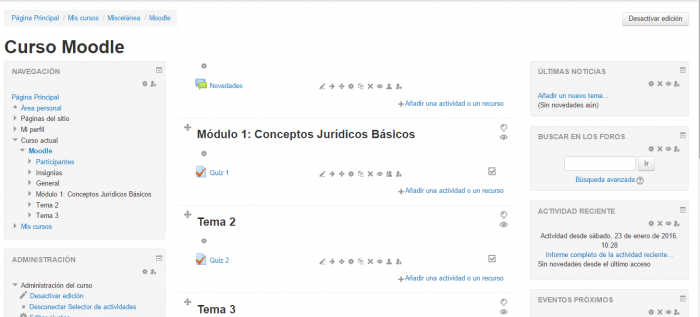 Página Principal / Mis cursos / Miscelánea / Moodle
Desactivar edición
Curso Moodle
NAVEGACIÓN
Página Principal
Área personal
Páginas del sitio
Mi perfil
Curso actual
Moodle
Participantes
Insignias
General
Módulo 1: Conceptos Jurídicos Básicos
Tema 2
Tema 3
Mis cursos
ADMINISTRACIÓN
Administración del curso
Desactivar edición
Desconectar Selector de actividades
Editar ajustes
Novedades
Añadir una actividad o un recurso
Módulo 1: Conceptos Jurídicos Básicos
Quiz 1
Añadir una actividad o un recurso
Tema 2
Quiz 2
Añadir una actividad o un recurso
Tema 3
ÚLTIMAS NOTICIAS
Añadir un nuevo tema...
(Sin novedades aún)
BUSCAR EN LOS FOROS
Ir
Búsqueda avanzada
ACTIVIDAD RECIENTE
Actividad desde sábado, 23 de enero de 2016,
10:28
Informe completo de la actividad reciente...
Sin novedades desde el último acceso
EVENTOS PRÓXIMOS